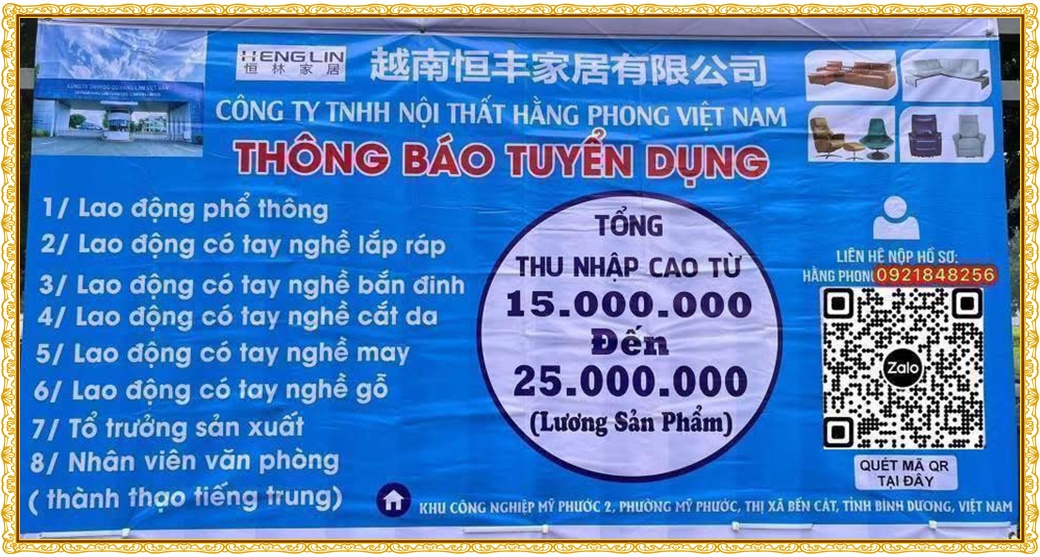 HENGLIN
恒林家居
越南恒丰家居有限公司
CÔNG TY TNHH NỘI THẤT HẰNG PHONG VIỆT NAM
THÔNG BÁO TUYỂN DỤNG
1/ Lao động phổ thông
2/ Lao động có tay nghề lắp ráp
3/ Lao động có tay nghề bắn đinh
4/ Lao động có tay nghề cắt da
5/ Lao động có tay nghề may
6/ Lao động có tay nghề gỗ
7/ Tổ trưởng sản xuất
8/ Nhân viên văn phòng
( thành thạo tiếng trung)
TỔNG
THU NHẬP CAO TỪ
15.000.000
Đến
25.000.000
(Lương Sản Phẩm)
LIÊN HỆ NỘP HỒ SƠ:
HẰNG PHONG 0921848256
Zalo
QUÉT MÃ QR
TẠI ĐÂY
KHU CÔNG NGHIỆP MỸ PHƯỚC 2, PHƯỜNG MỸ PHƯỚC, THỊ XÃ BẾN CÁT, TỈNH BÌNH DƯƠNG, VIỆT NAM